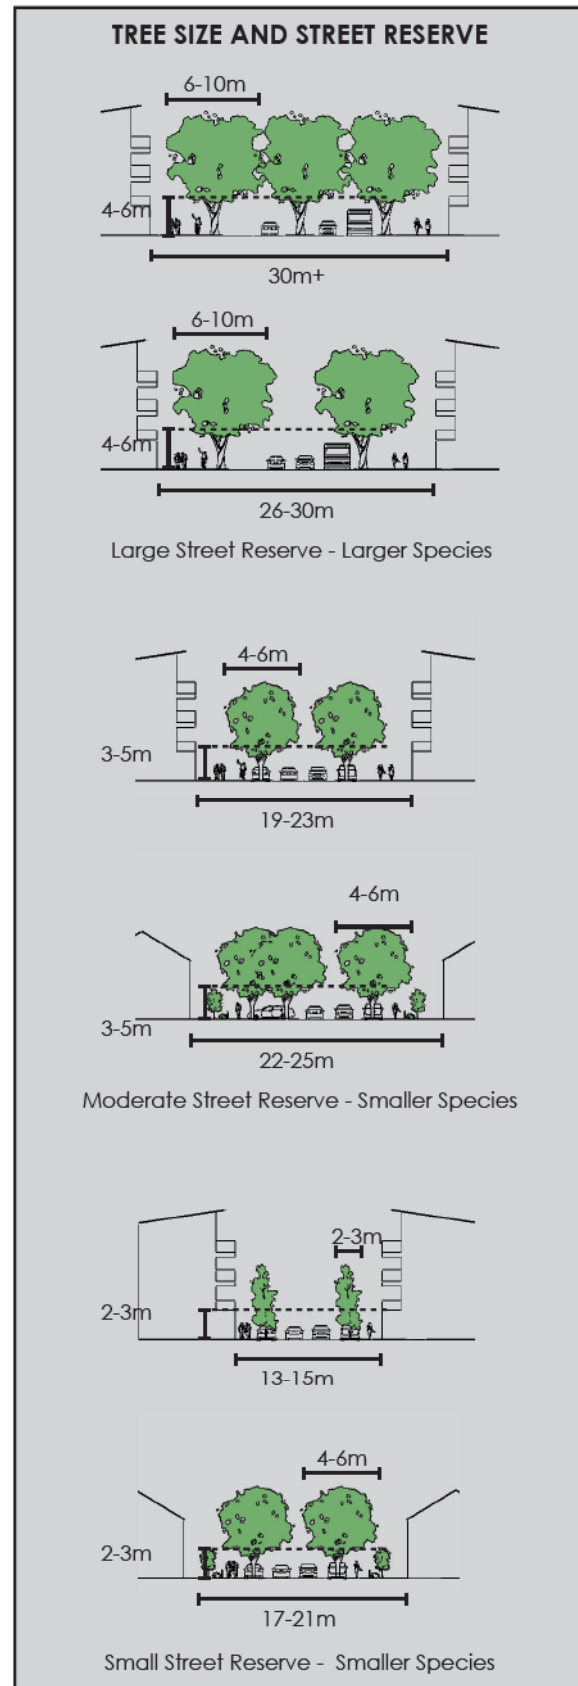 TREE SIZE AND STREET RESERVE
6-10m
4-6m
30m+
6-10m
4-6m
26-30m
Large Street Reserve - Larger Species
4-6m
3-5m
19-23m
4-6m
3-5m
22-25m
Moderate Street Reserve - Smaller Species
2-3m
2-3m
13-15m
4-6m
2-3m
17-21m
Small Street Reserve - Smaller Species